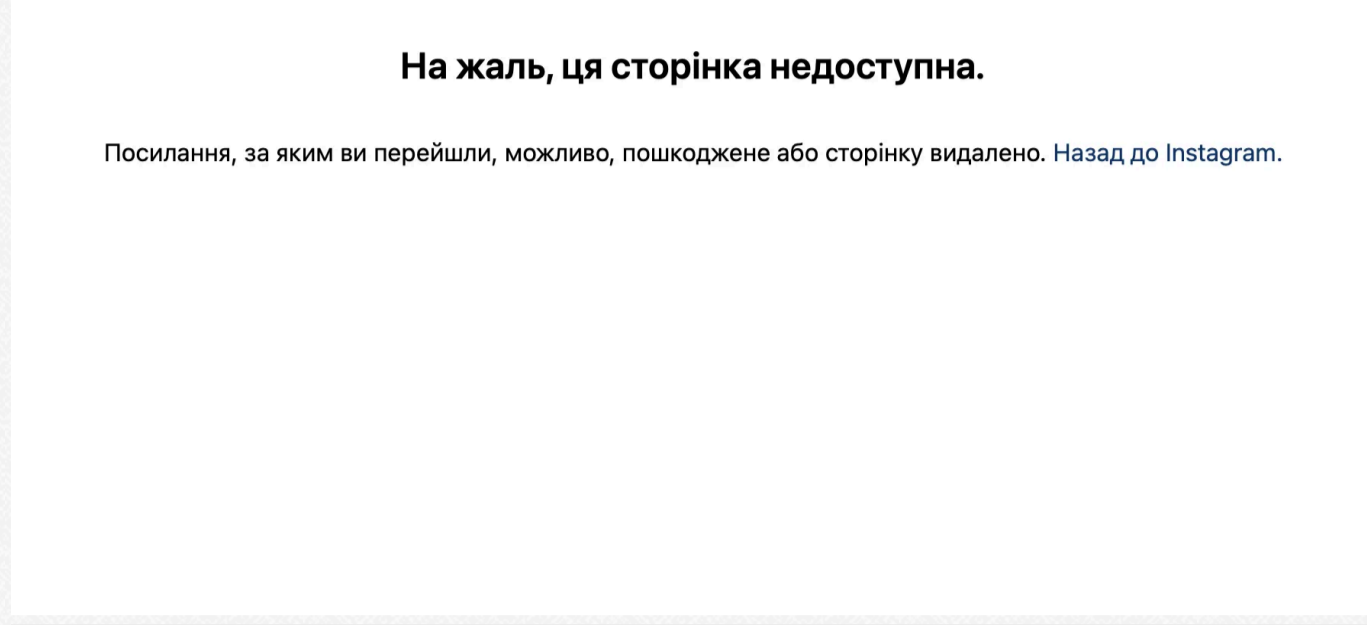 На жаль, ця сторінка недоступна.
Посилання, за яким ви перейшли, можливо, пошкоджене або сторінку видалено. Назад до Instagram.